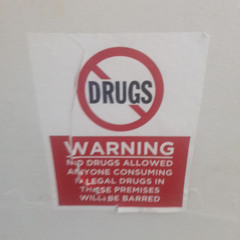 DRUGS
WARNING
NO DRUGS ALLOWED
ANYONE CONSUMING
ILLEGAL DRUGS IN
THESE PREMISES
WILL BE BARRED